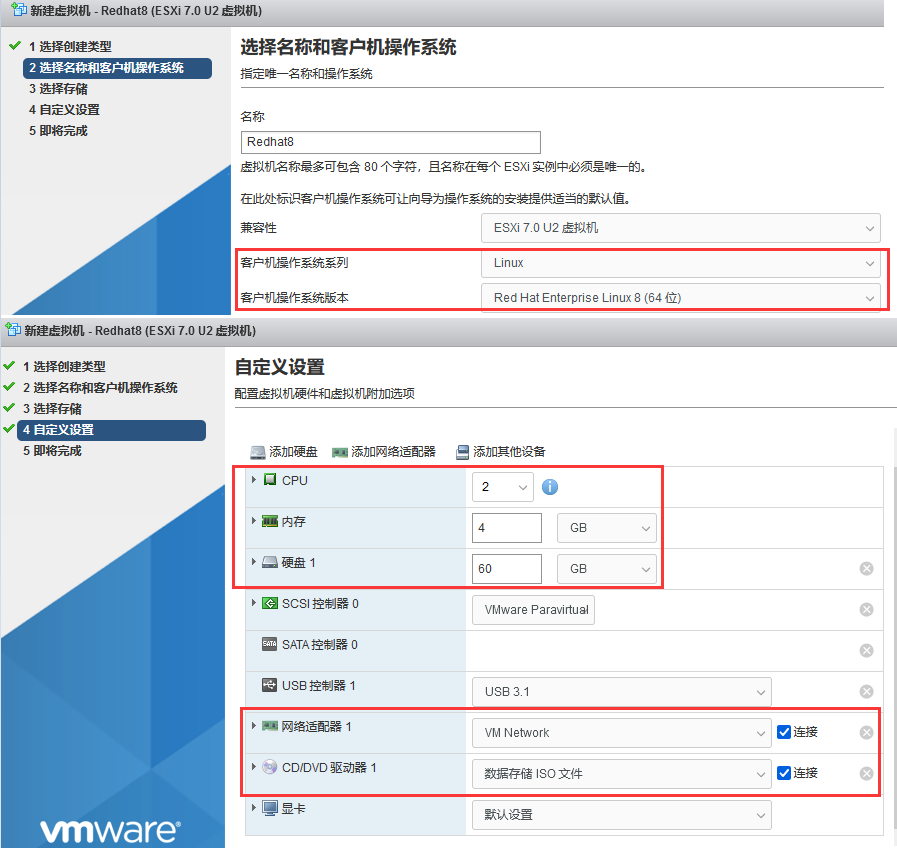 新建虚拟机 - Redhat8 (ESXi 7.0 U2 虚拟机)
1 选择创建类型
2 选择名称和客户机操作系统
3 选择存储
4 自定义设置
5 即将完成
选择名称和客户机操作系统
指定唯一名称和操作系统
名称
Redhat8
虚拟机名称最多可包含 80 个字符，且名称在每个 ESXi 实例中必须是唯一的。
在此处标识客户机操作系统可让向导为操作系统的安装提供适当的默认值。
兼容性 ESXi 7.0 U2 虚拟机
客户机操作系统系列 Linux
客户机操作系统版本 Red Hat Enterprise Linux 8 (64 位)
新建虚拟机 - Redhat8 (ESXi 7.0 U2 虚拟机)
1 选择创建类型
2 选择名称和客户机操作系统
3 选择存储
4 自定义设置
5 即将完成
自定义设置
配置虚拟机硬件和虚拟机附加选项
添加硬盘 添加网络适配器 添加其他设备
CPU 2
内存 4 GB
硬盘 1 60 GB
SCSI 控制器 0 VMware Paravirtual
SATA SATA 控制器 0
USB 控制器 1 USB 3.1
网络适配器 1 VM Network 连接
CD/DVD 驱动器 1 数据存储 ISO 文件 连接
显卡 默认设置
vmware®